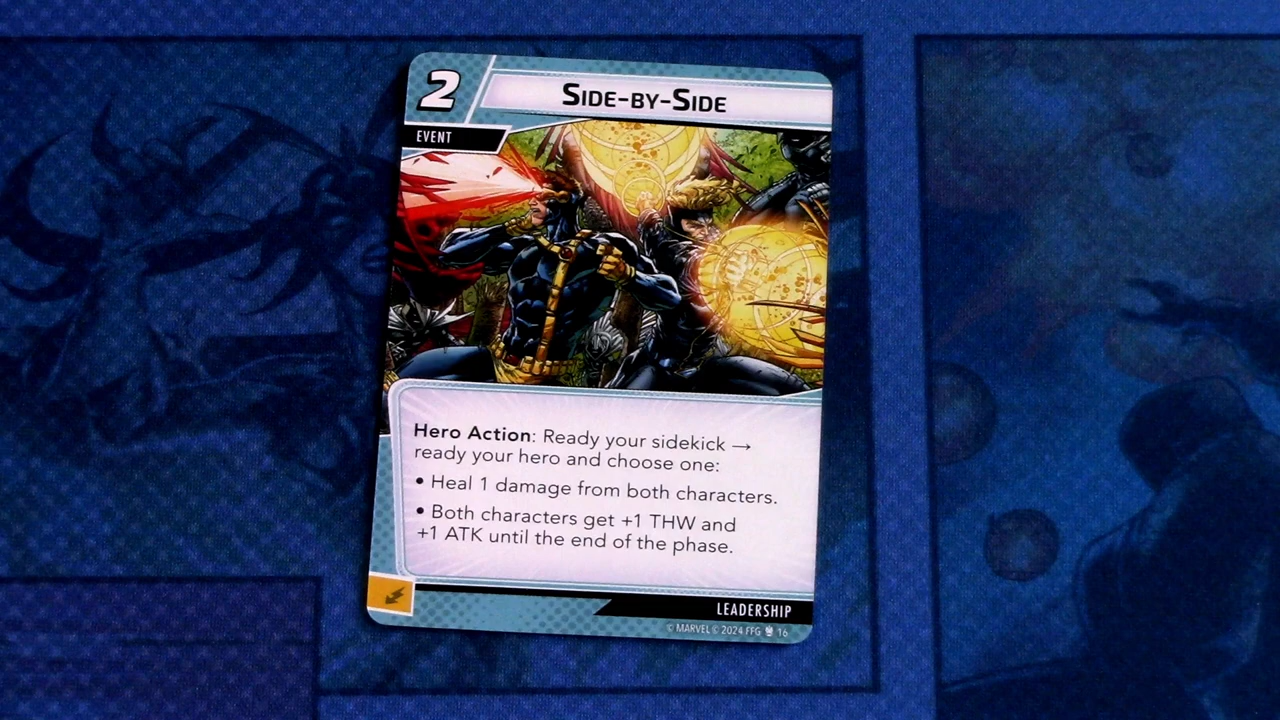 2
SIDE-BY-SIDE
EVENT
Hero Action: Ready your sidekick →
ready your hero and choose one:
• Heal 1 damage from both characters.
• Both characters get +1 THW and
+1 ATK until the end of the phase.
LEADERSHIP
© MARVEL © 2024 FFG 16